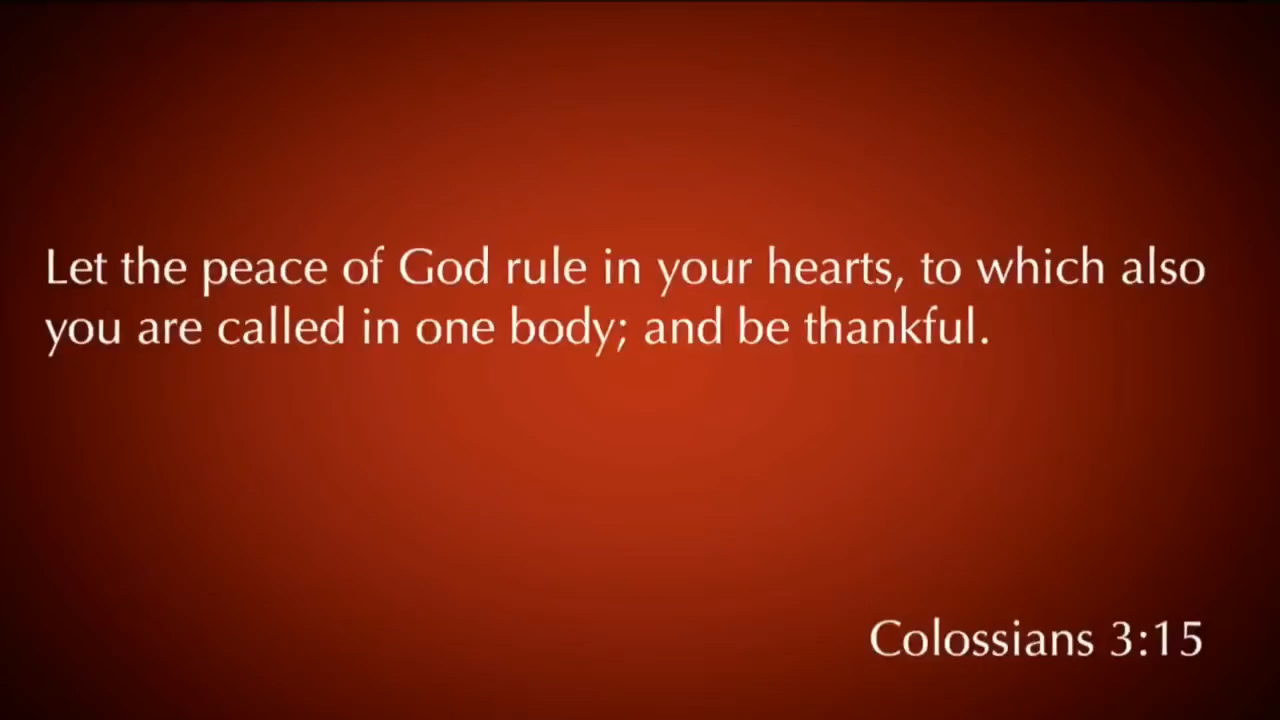 Let the peace of God rule in your hearts, to which also
you are called in one body; and be thankful.
Colossians 3:15